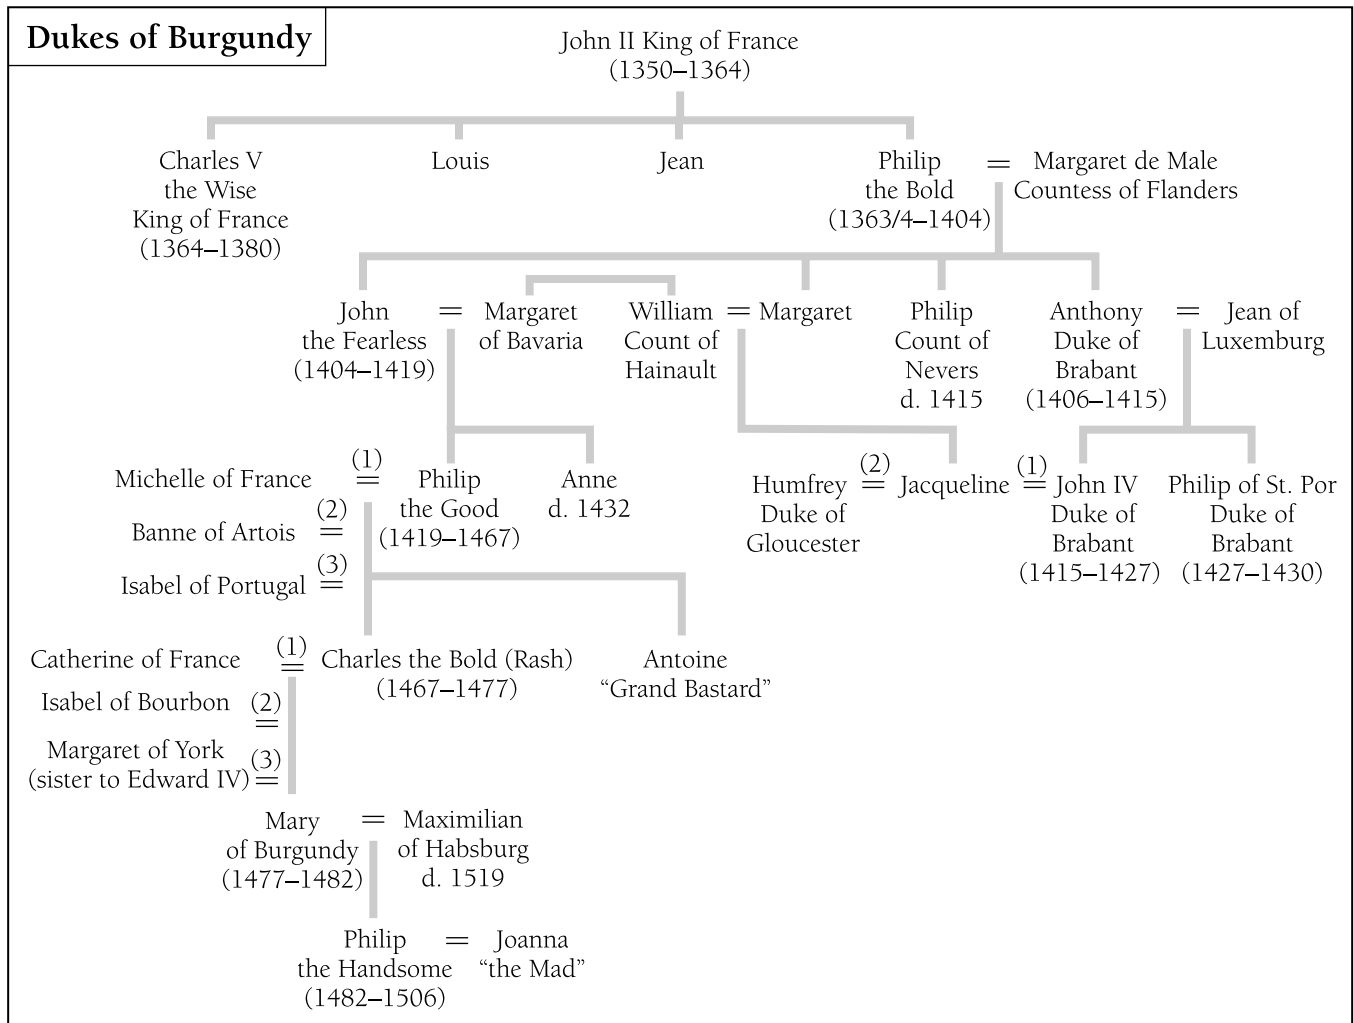 Dukes of Burgundy
John II King of France
(1350–1364)
Charles V
the Wise
King of France
(1364–1380)
Louis
Jean
Philip
the Bold
(1363/4–1404)
=
Margaret de Male
Countess of Flanders
John
the Fearless
(1404–1419)
=
Margaret
of Bavaria
William
Count of
Hainault
=
Margaret
Philip
Count of
Nevers
d. 1415
Anthony
Duke of
Brabant
(1406–1415)
=
Jean of
Luxemburg
Michelle of France
(1)
=
Banne of Artois
(2)
=
Isabel of Portugal
(3)
=
Philip
the Good
(1419–1467)
Anne
d. 1432
Humfrey
Duke of
Gloucester
(2)
=
Jacqueline
(1)
=
John IV
Duke of
Brabant
(1415–1427)
Philip of St. Por
Duke of
Brabant
(1427–1430)
Catherine of France
(1)
=
Isabel of Bourbon
(2)
=
Margaret of York
(sister to Edward IV)
(3)
=
Charles the Bold (Rash)
(1467–1477)
Antoine
“Grand Bastard”
Mary
of Burgundy
(1477–1482)
=
Maximilian
of Habsburg
d. 1519
Philip
the Handsome
(1482–1506)
=
Joanna
“the Mad”